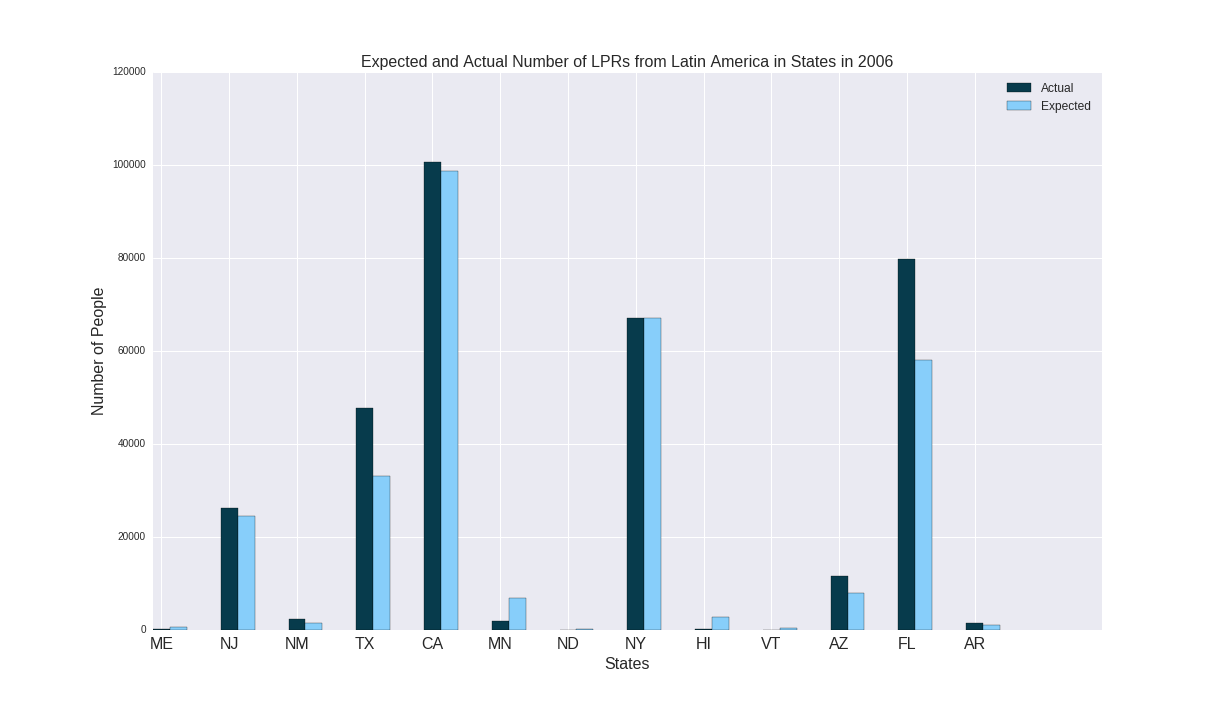 Expected and Actual Number of LPRs from Latin America in States in 2006
Actual
Expected
120000
100000
80000
60000
40000
20000
0
Number of People
ME NJ NM TX CA MN ND NY HI VT AZ FL AR
States